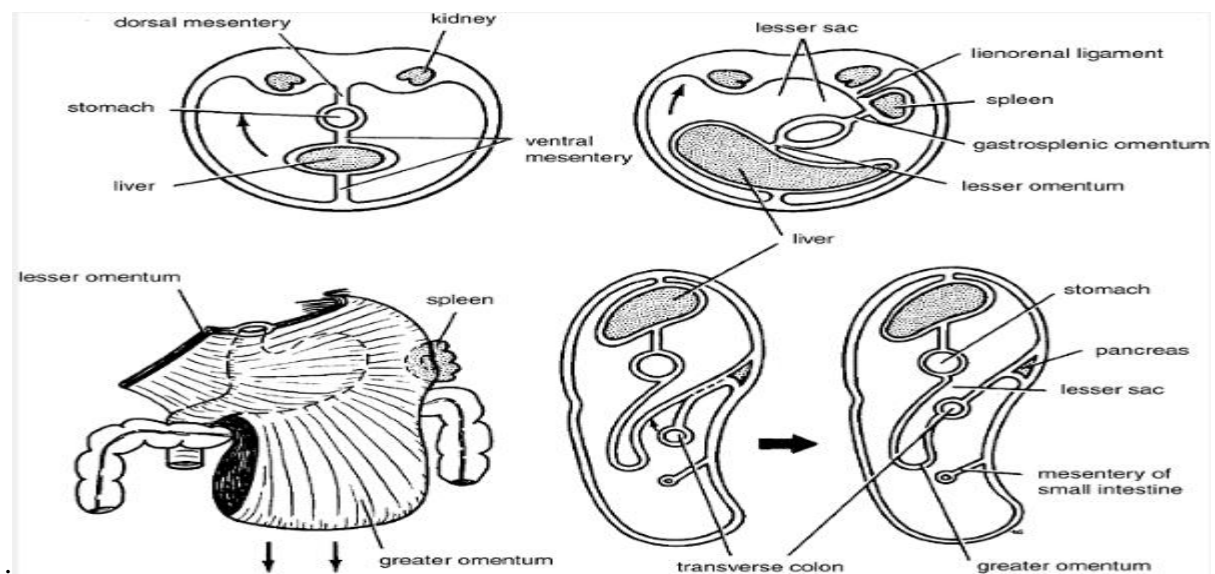 dorsal mesentery
kidney
stomach
liver
ventral
mesentery
lesser sac
lienorenal ligament
spleen
gastrosplenic omentum
lesser omentum
liver
lesser omentum
spleen
greater omentum
stomach
pancreas
lesser sac
mesentery of
small intestine
transverse colon
greater omentum